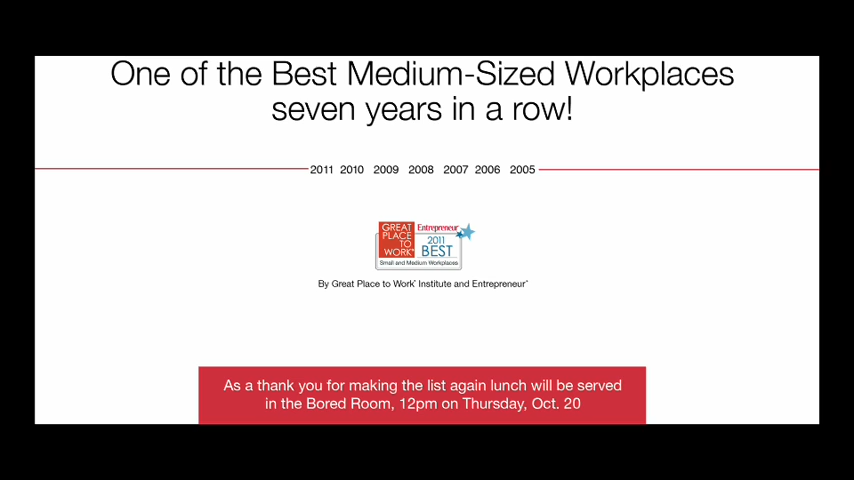 One of the Best Medium-Sized Workplaces
seven years in a row!
2011 2010 2009 2008 2007 2006 2005
GREAT
PLACE
TO
WORK®
Entrepreneur
2011
BEST
Small and Medium Workplaces
By Great Place to Work® Institute and Entrepreneur®
As a thank you for making the list again lunch will be served
in the Bored Room, 12pm on Thursday, Oct. 20